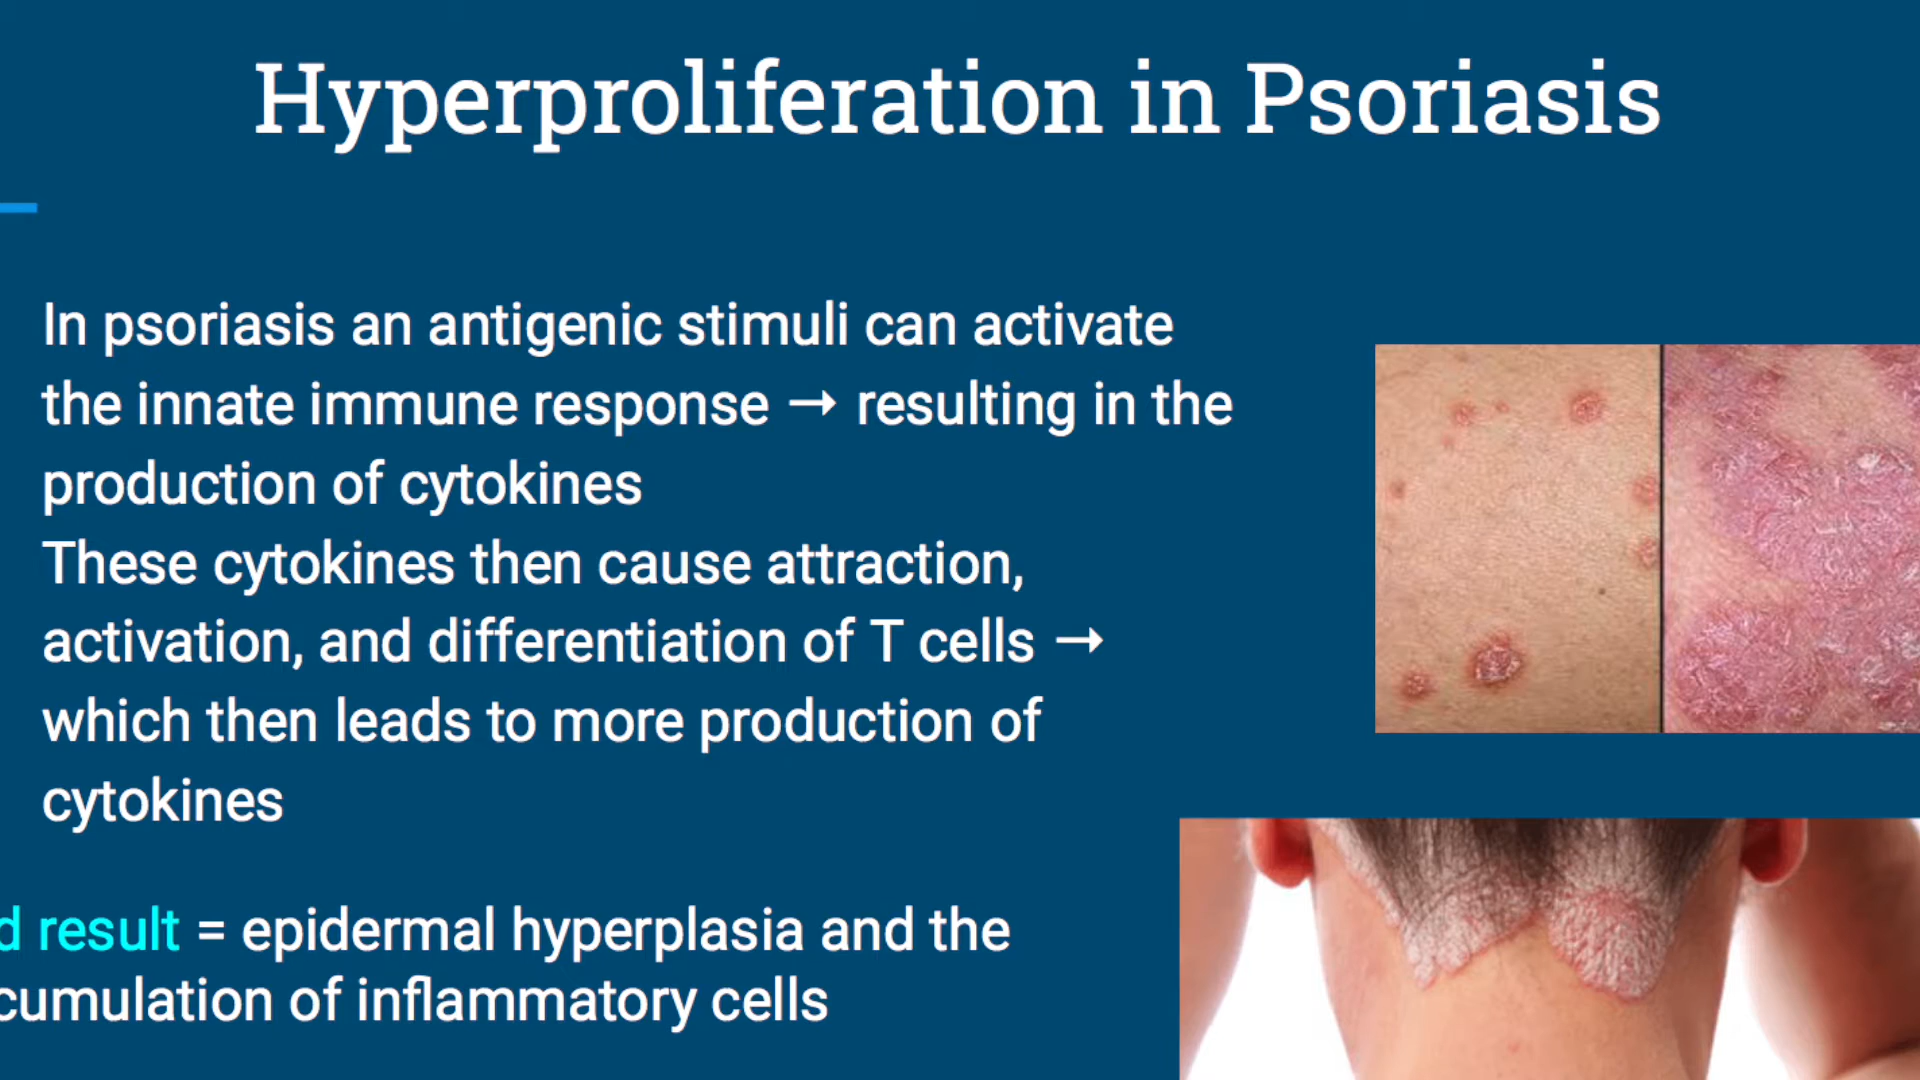 Hyperproliferation in Psoriasis
In psoriasis an antigenic stimuli can activate
the innate immune response → resulting in the
production of cytokines
These cytokines then cause attraction,
activation, and differentiation of T cells →
which then leads to more production of
cytokines
d result = epidermal hyperplasia and the
cumulation of inflammatory cells